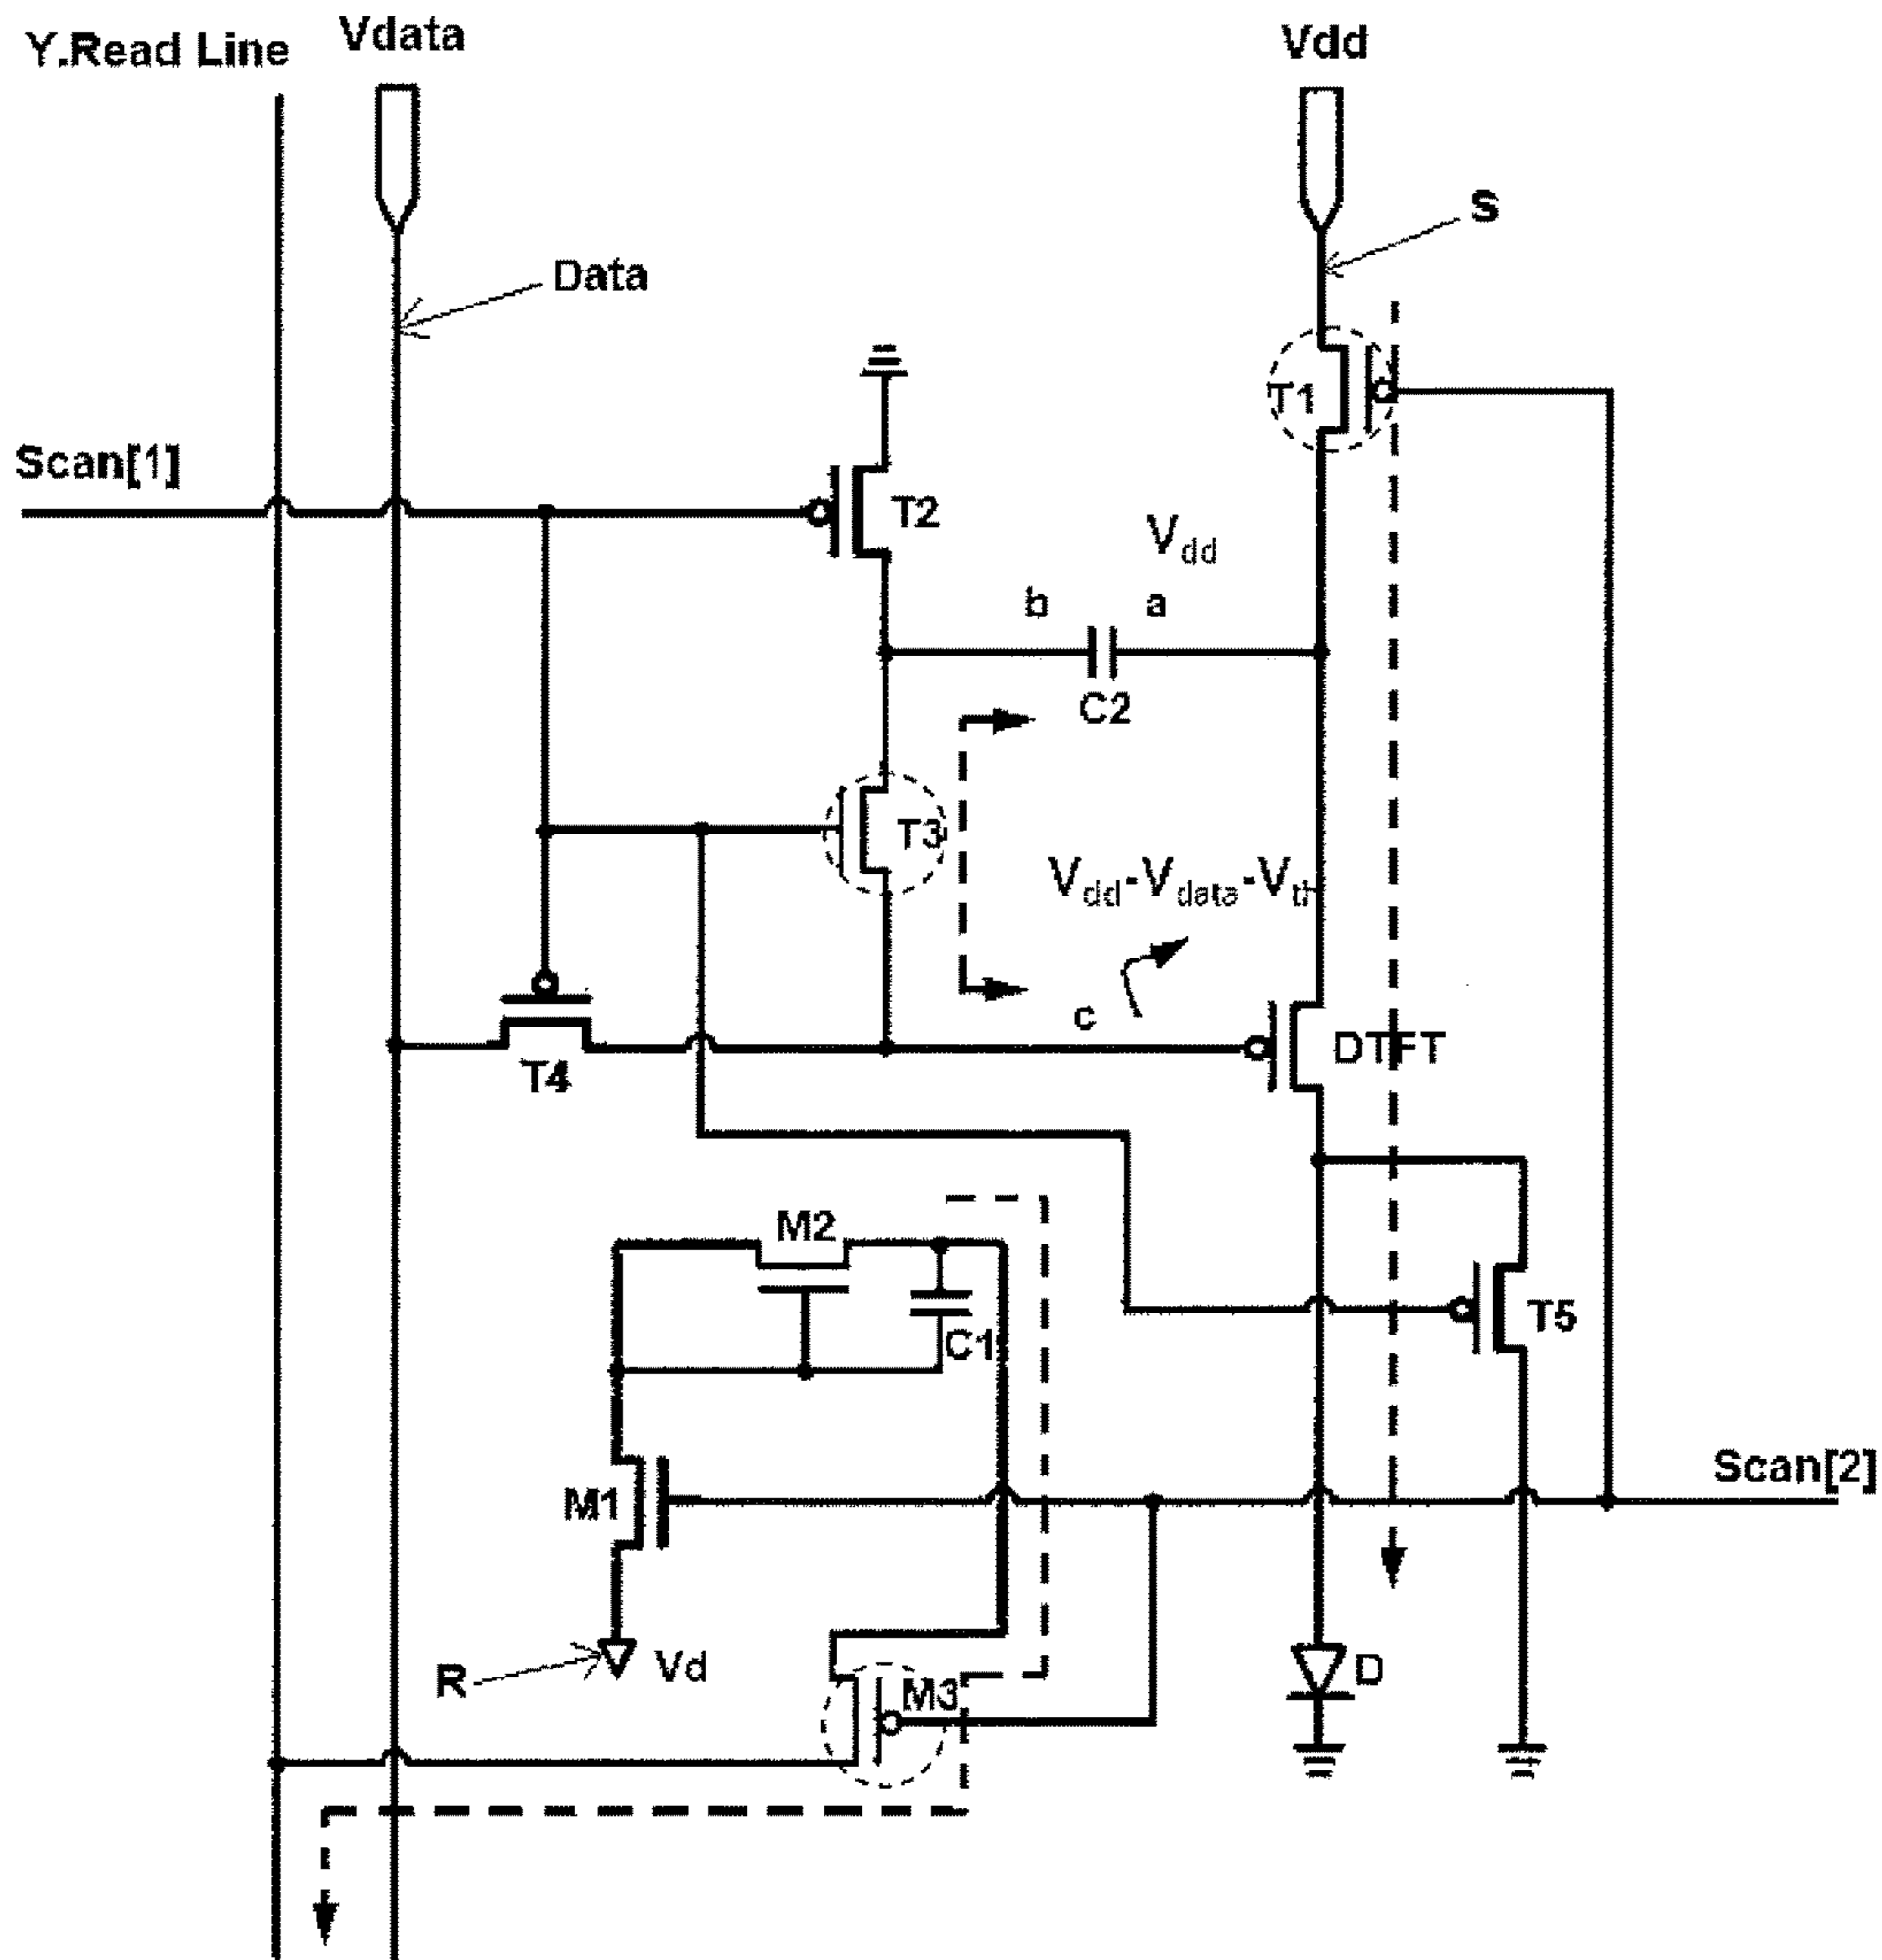 Y.Read Line
Vdata
Vdd
S
Data
T1
Scan[1]
T2
Vdd
b
a
C2
T3
Vdd-Vdata-Vth
c
DTFT
T4
M2
C1
T5
Scan[2]
M1
R
Vd
M3
D